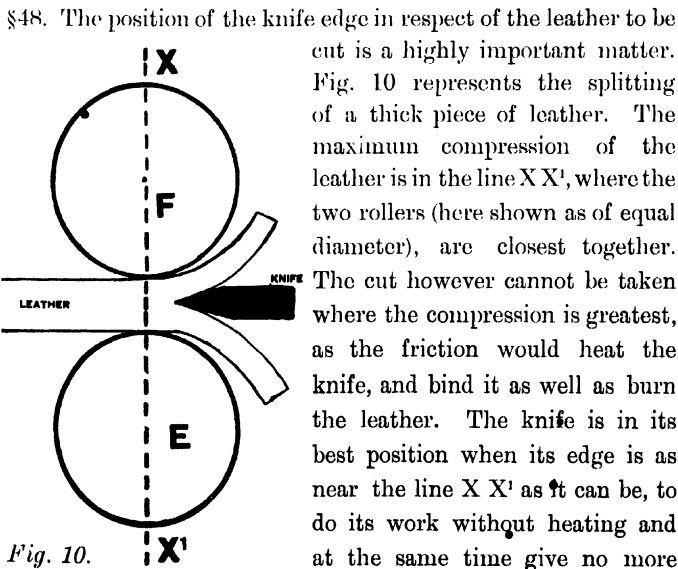 §48. The position of the knife edge in respect of the leather to be
cut is a highly important matter.
Fig. 10 represents the splitting
of a thick piece of leather. The
maximum compression of the
leather is in the line X X¹, where the
two rollers (here shown as of equal
diameter), are closest together.
The cut however cannot be taken
where the compression is greatest,
as the friction would heat the
knife, and bind it as well as burn
the leather. The knife is in its
best position when its edge is as
near the line X X¹ as it can be, to
do its work without heating and
at the same time give no more
X
F
KNIFE
LEATHER
E
X¹
Fig. 10.